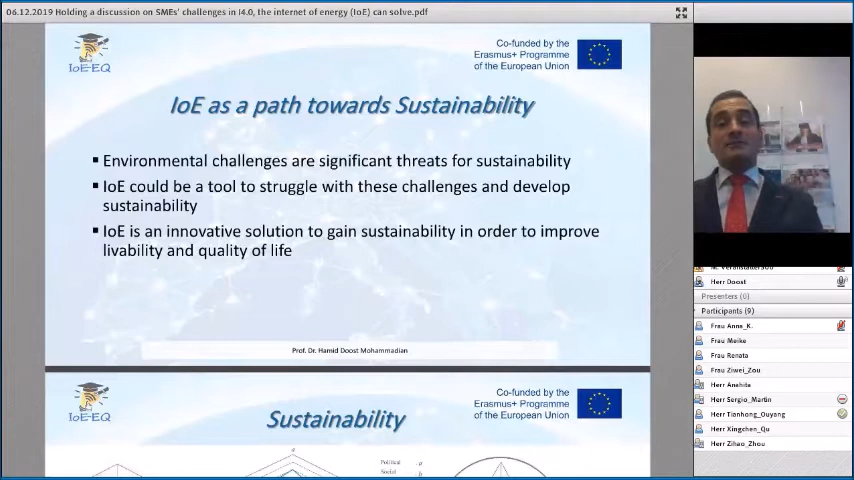 06.12.2019 Holding a discussion on SMEs' challenges in I4.0, the internet of energy (IoE) can solve.pdf
IoE-EQ
Co-funded by the
Erasmus+ Programme
of the European Union
IoE as a path towards Sustainability
▪ Environmental challenges are significant threats for sustainability
▪ IoE could be a tool to struggle with these challenges and develop
sustainability
▪ IoE is an innovative solution to gain sustainability in order to improve
livability and quality of life
Prof. Dr. Hamid Doost Mohammadian
IoE-EQ
Co-funded by the
Erasmus+ Programme
of the European Union
Sustainability
Political
Social
Herr Doost
Presenters (0)
Participants (9)
Frau Anna_K.
Frau Meike
Frau Renata
Frau Ziwei_Zou
Herr Anahita
Herr Sergio_Martin
Herr Tianhong_Ouyang
Herr Xingchen_Qu
Herr Zihao_Zhou